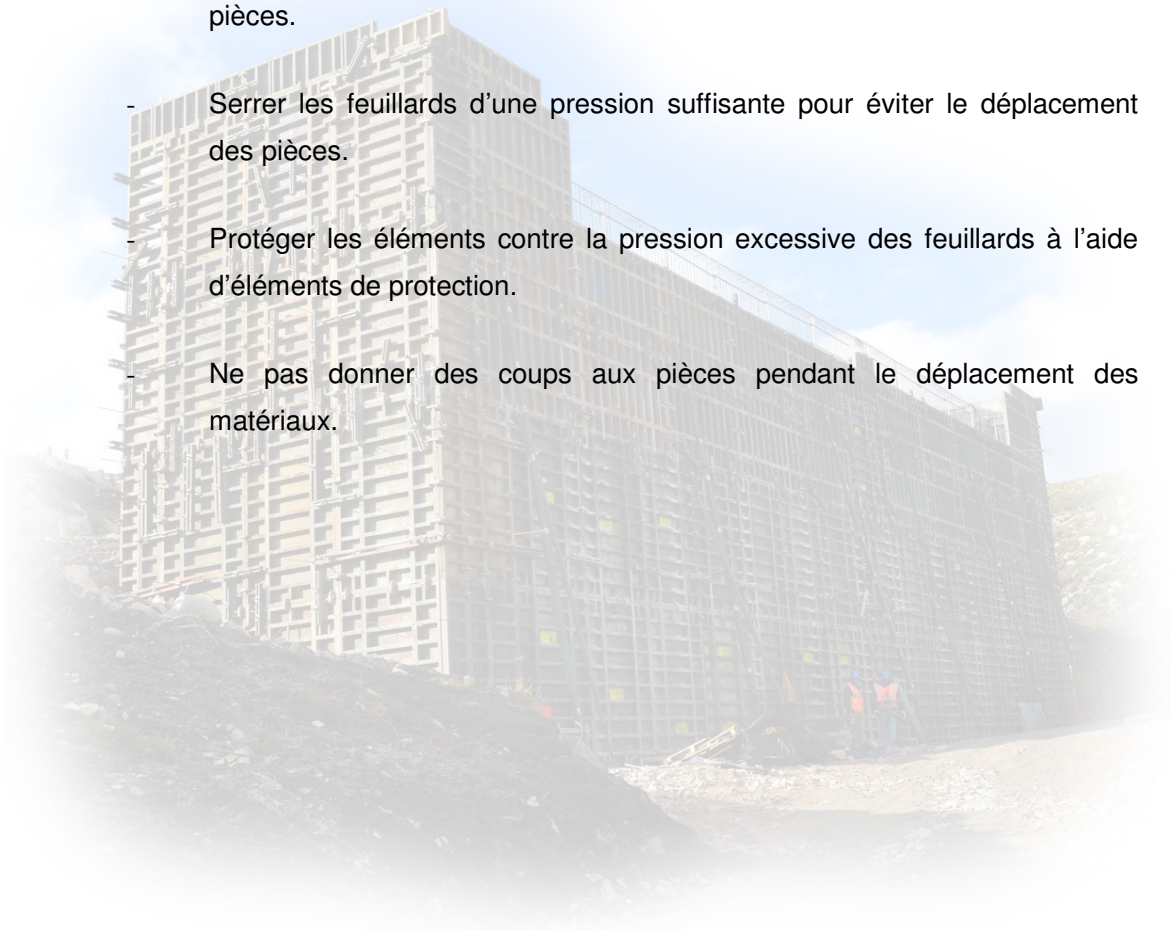 pièces.
- Serrer les feuillards d’une pression suffisante pour éviter le déplacement
des pièces.
- Protéger les éléments contre la pression excessive des feuillards à l’aide
d’éléments de protection.
- Ne pas donner des coups aux pièces pendant le déplacement des
matériaux.